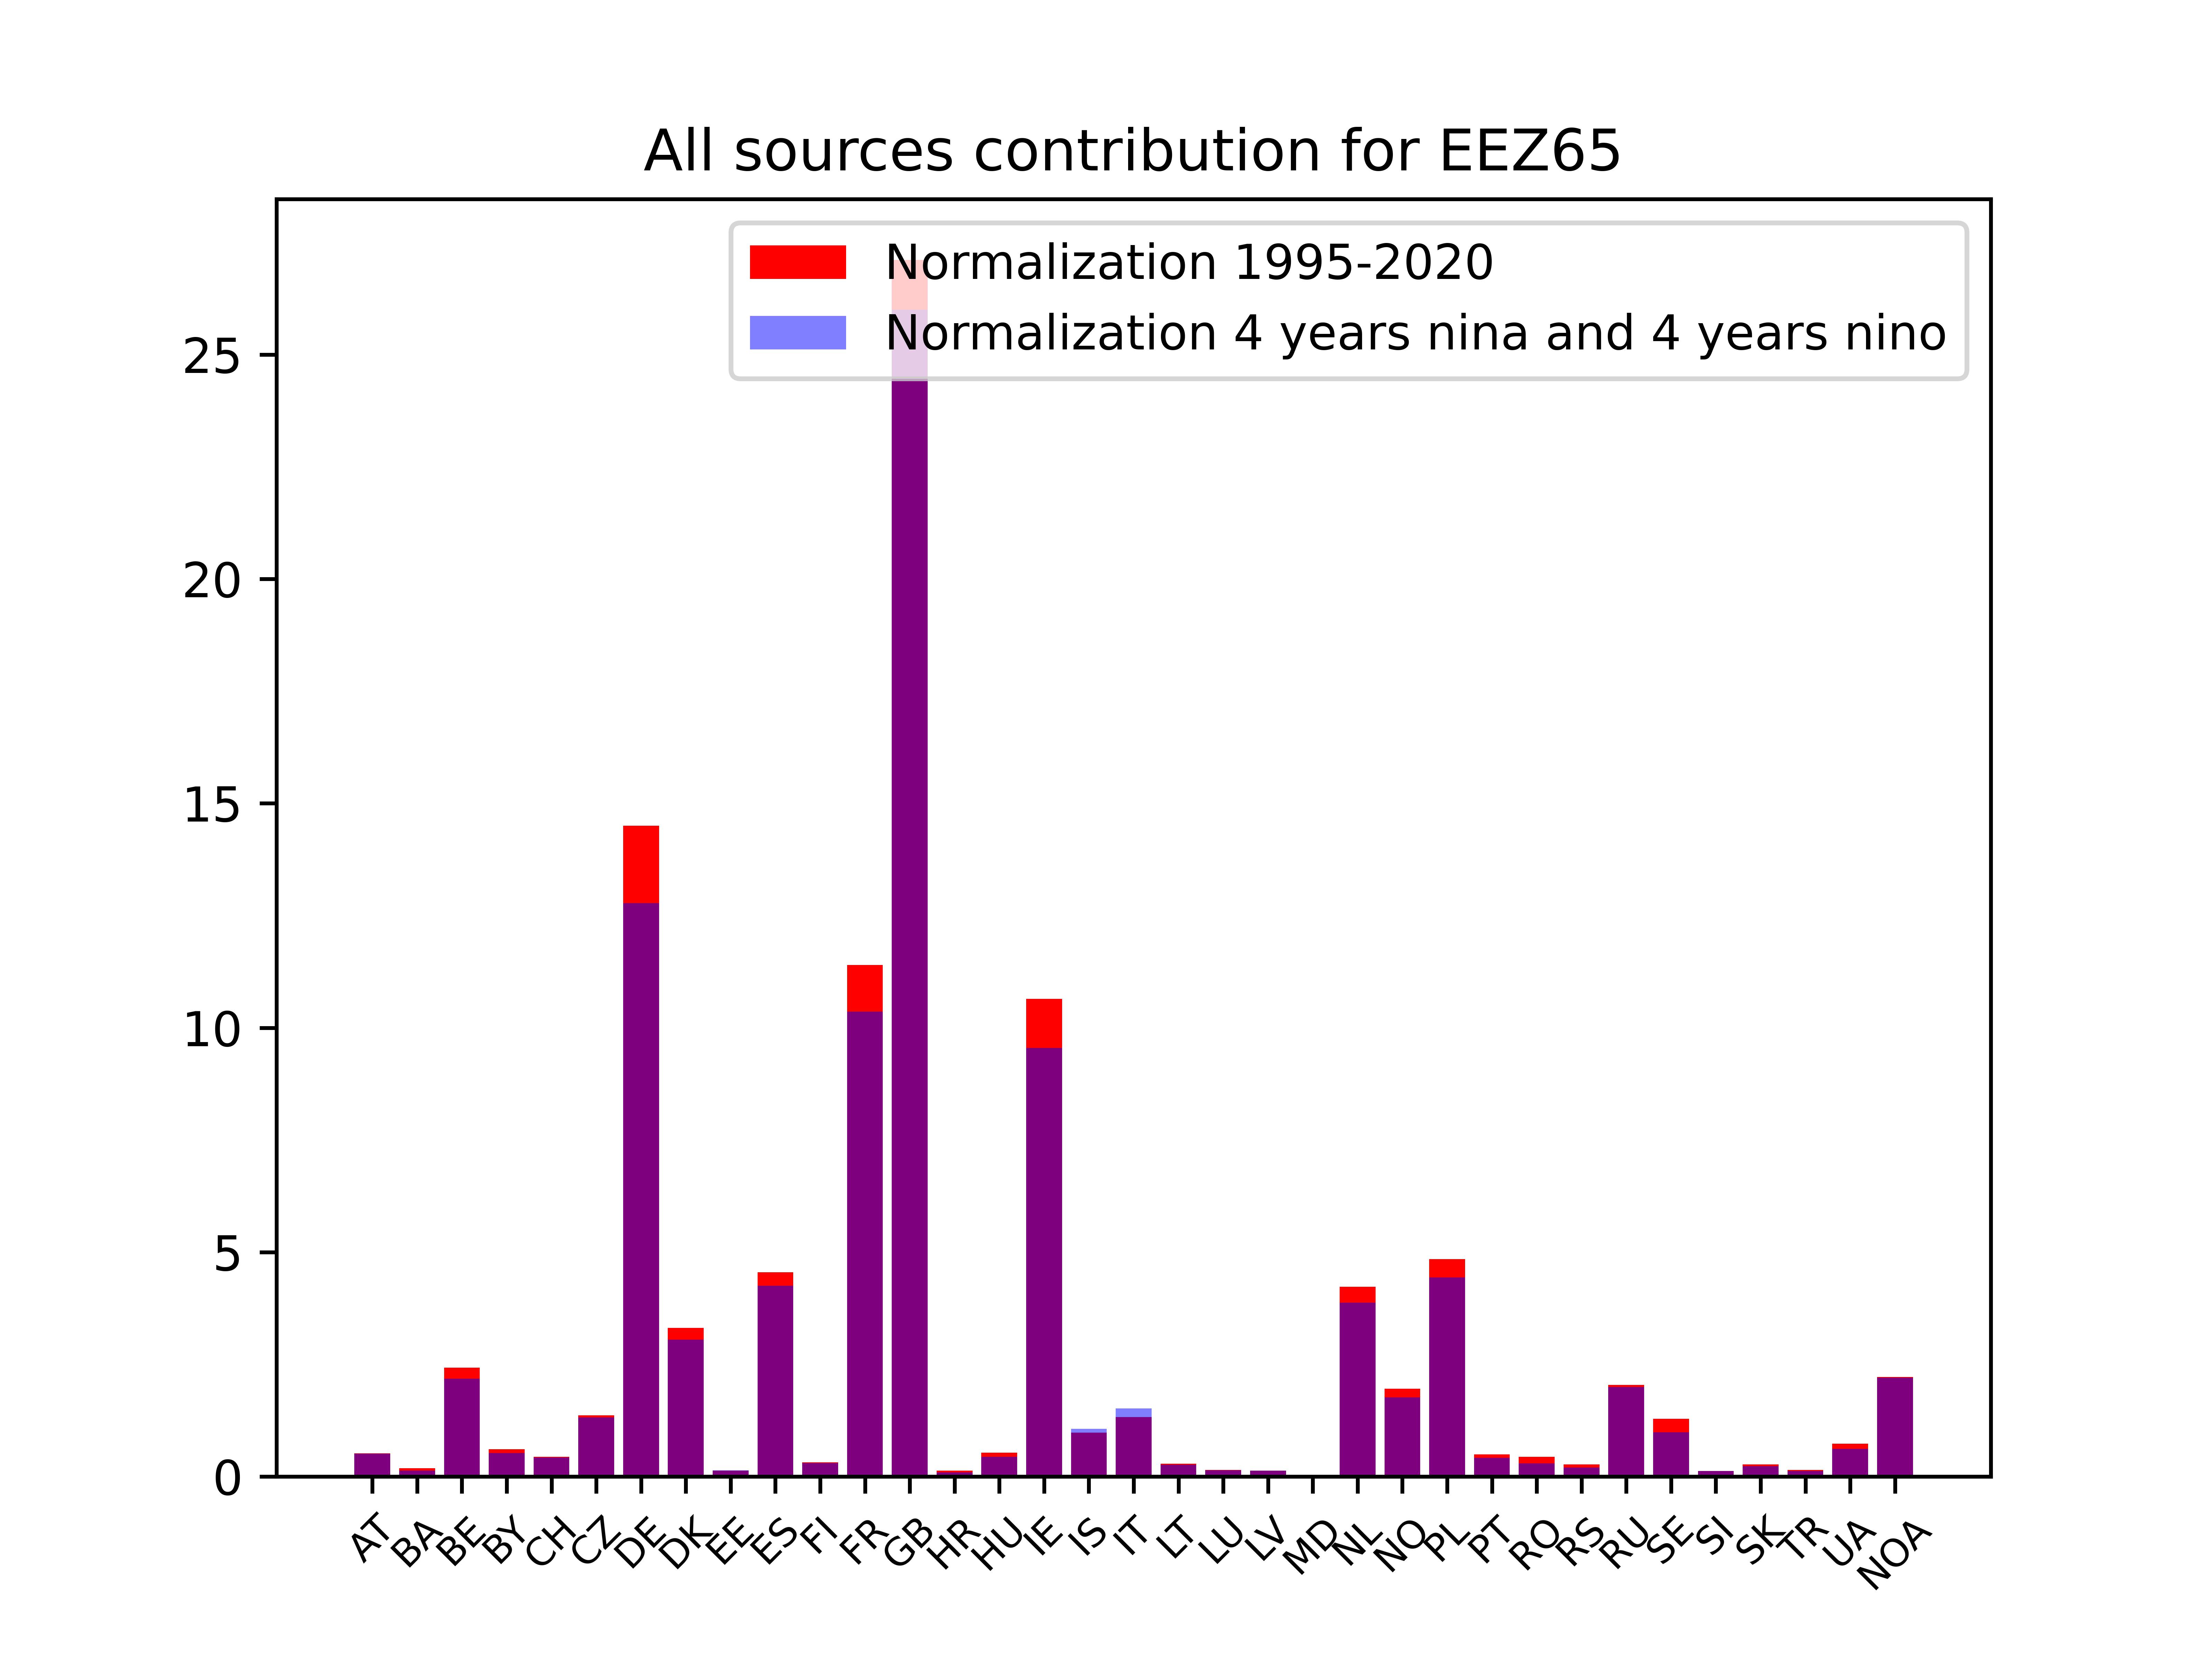 All sources contribution for EEZ65
Normalization 1995-2020
Normalization 4 years nina and 4 years nino
25
20
15
10
5
0
AT BA BE BY CH CZ DE DK EE ES FI FR GB HR HU IE IS IT LT LU LV MD NL NO PL PT RO RS RU SE SI SK TR UA NOA